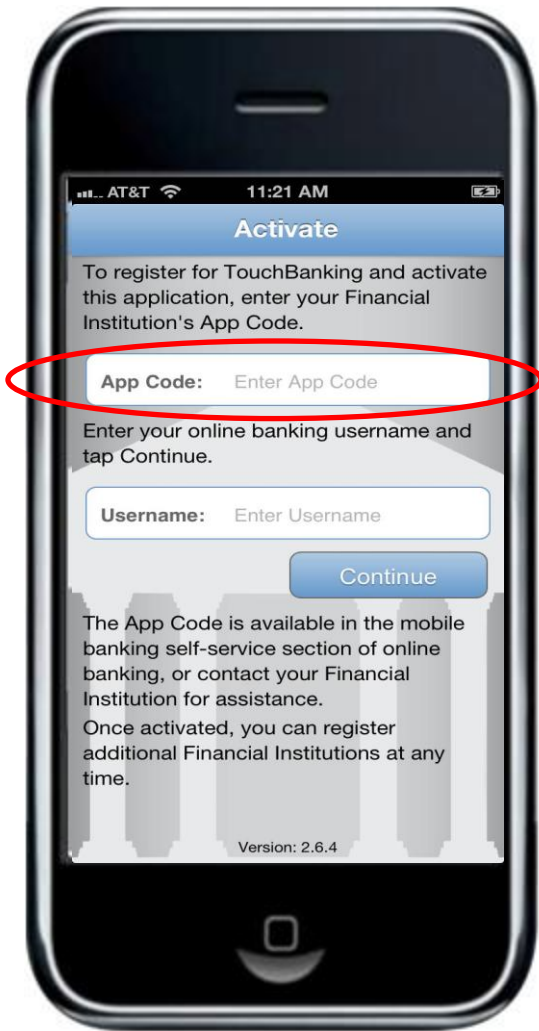 AT&T 11:21 AM
Activate
To register for TouchBanking and activate
this application, enter your Financial
Institution's App Code.
App Code: Enter App Code
Enter your online banking username and
tap Continue.
Username: Enter Username
Continue
The App Code is available in the mobile
banking self-service section of online
banking, or contact your Financial
Institution for assistance.
Once activated, you can register
additional Financial Institutions at any
time.
Version: 2.6.4